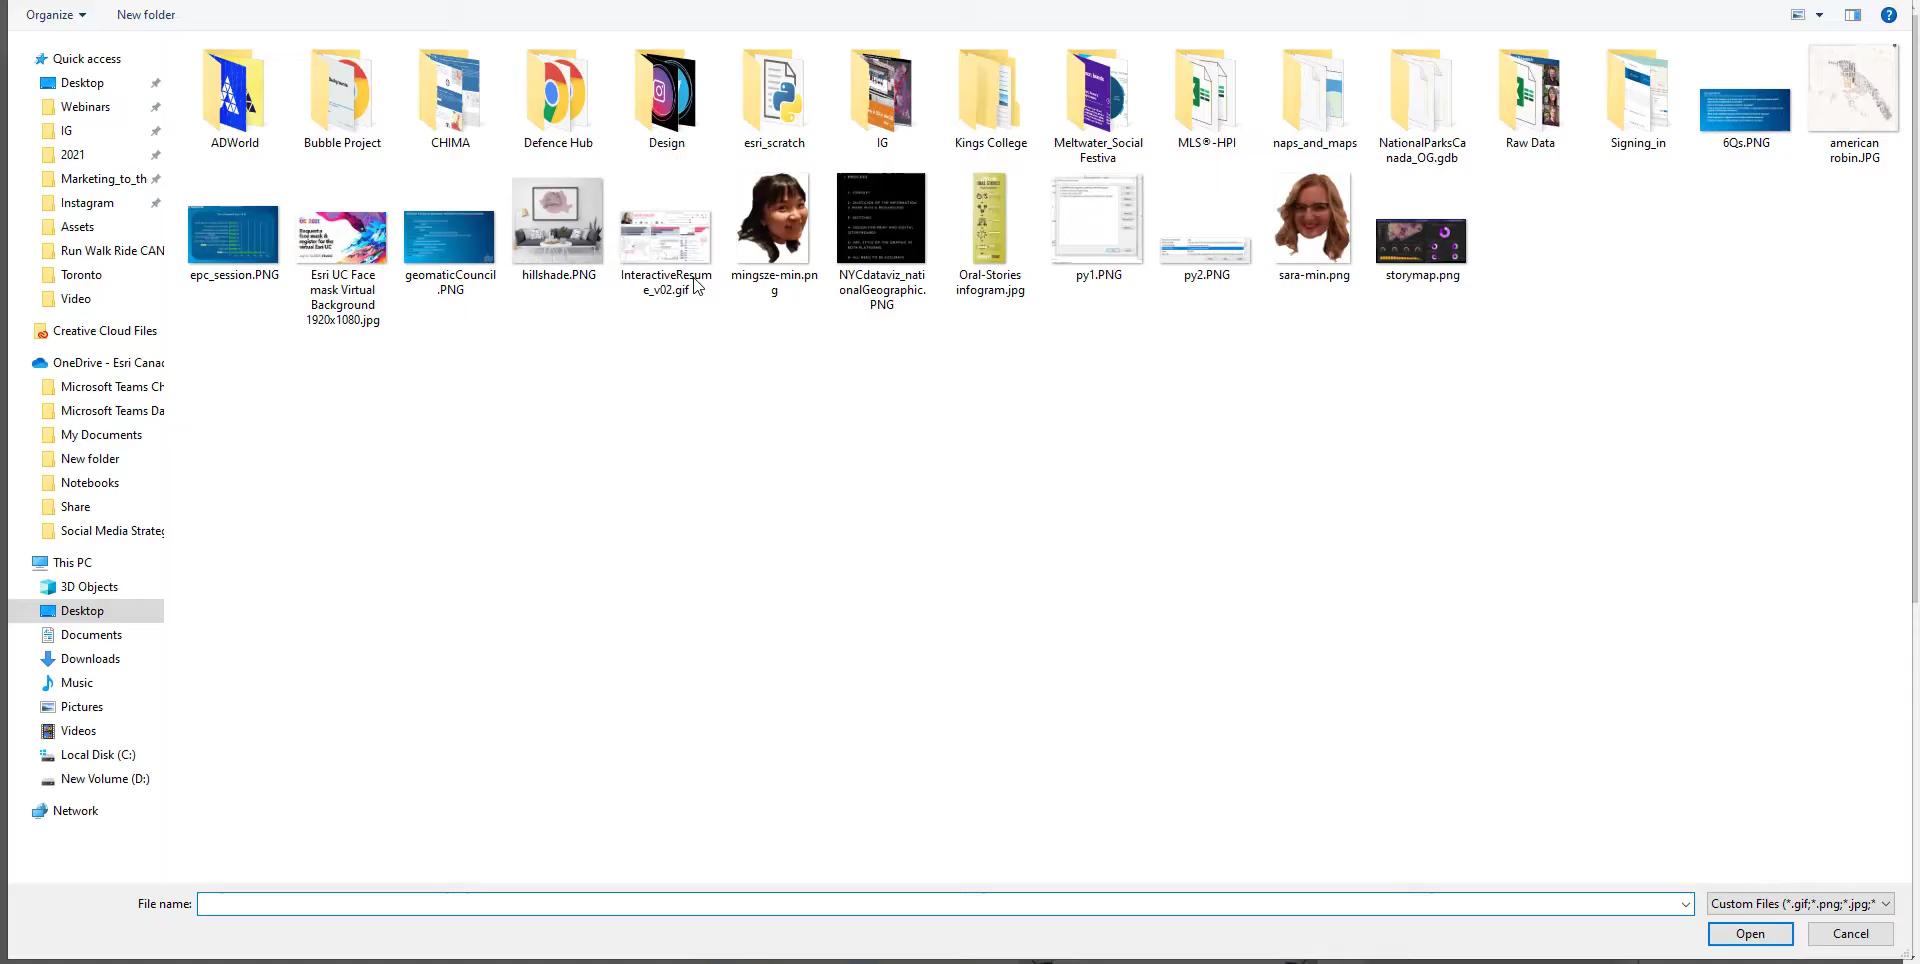 Organize
New folder
Quick access
Desktop
Webinars
IG
2021
Marketing_to_th
Instagram
Assets
Run Walk Ride CAN
Toronto
Video
Creative Cloud Files
OneDrive - Esri Canad
Microsoft Teams Ch
Microsoft Teams Da
My Documents
New folder
Notebooks
Share
Social Media Strateg
This PC
3D Objects
Desktop
Documents
Downloads
Music
Pictures
Videos
Local Disk (C:)
New Volume (D:)
Network
ADWorld
Bubble Project
CHIMA
Defence Hub
Design
esri_scratch
IG
Kings College
Meltwater_Social
Festiva
MLS®-HPI
naps_and_maps
NationalParksCa
nada_OG.gdb
Raw Data
Signing_in
6Qs.PNG
american
robin.JPG
epc_session.PNG
Esri UC Face
mask Virtual
Background
1920x1080.jpg
geomaticCouncil
.PNG
hillshade.PNG
InteractiveResum
e_v02.gif
mingsze-min.pn
g
NYCdataviz_nati
onalGeographic.
PNG
Oral-Stories
infogram.jpg
py1.PNG
py2.PNG
sara-min.png
storymap.png
File name:
Custom Files (*.gif;*.png;*.jpg;*
Open
Cancel